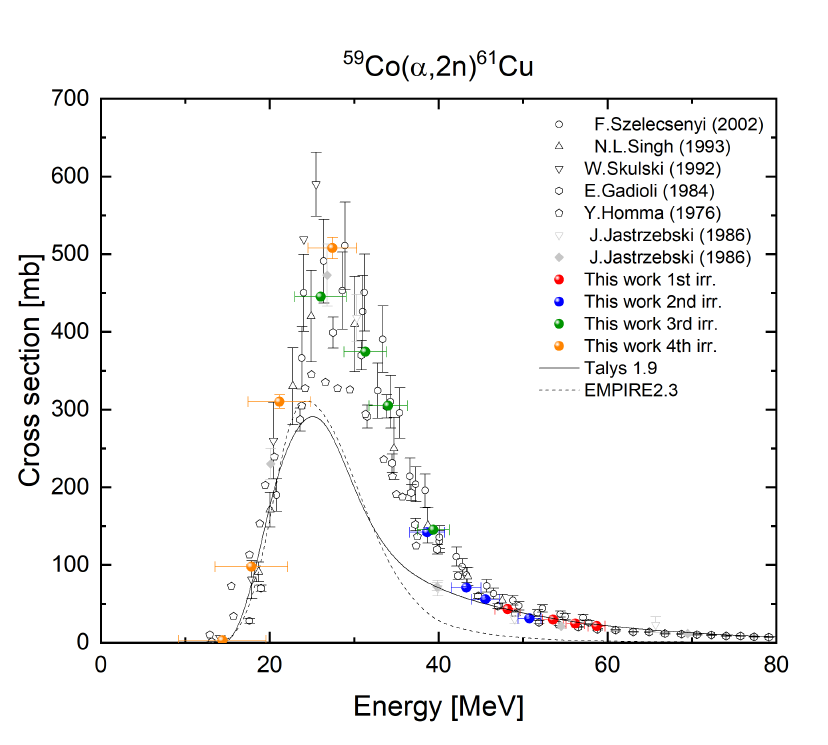 ⁵⁹Co(α,2n)⁶¹Cu
700
600
500
400
300
200
100
0
Cross section [mb]
F.Szelecsenyi (2002)
N.L.Singh (1993)
W.Skulski (1992)
E.Gadioli (1984)
Y.Homma (1976)
J.Jastrzebski (1986)
J.Jastrzebski (1986)
This work 1st irr.
This work 2nd irr.
This work 3rd irr.
This work 4th irr.
Talys 1.9
EMPIRE2.3
0 20 40 60 80
Energy [MeV]